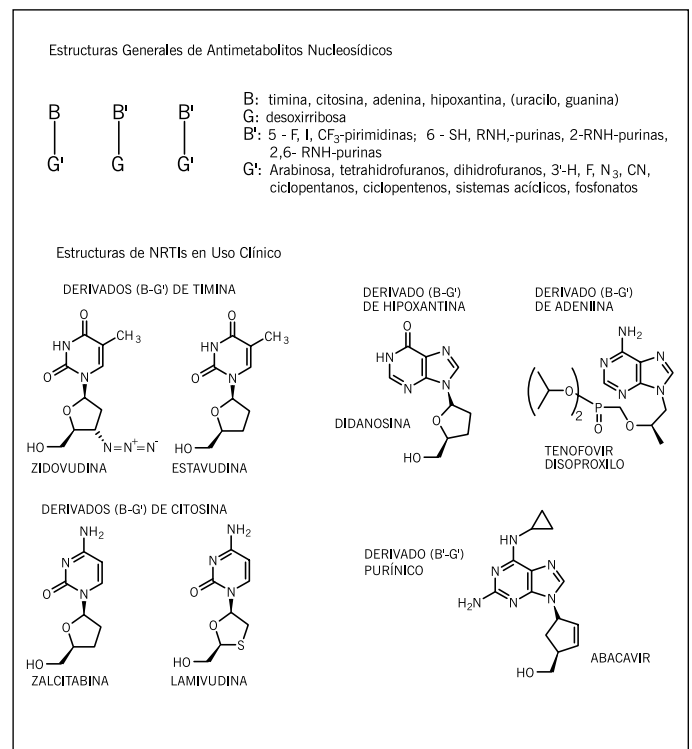 Estructuras Generales de Antimetabolitos Nucleosídicos
B B' B'
G' G G'
B: timina, citosina, adenina, hipoxantina, (uracilo, guanina)
G: desoxirribosa
B': 5 - F, I, CF₃-pirimidinas; 6 - SH, RNH,-purinas, 2-RNH-purinas,
2,6- RNH-purinas
G': Arabinosa, tetrahidrofuranos, dihidrofuranos, 3'-H, F, N₃, CN,
ciclopentanos, ciclopentenos, sistemas acíclicos, fosfonatos
Estructuras de NRTIs en Uso Clínico
DERIVADOS (B-G') DE TIMINA
O
CH₃
HN
O
N
O
HO
N=N⁺=N⁻
ZIDOVUDINA
O
CH₃
HN
O
N
O
HO
ESTAVUDINA
DERIVADO (B-G')
DE HIPOXANTINA
O
HN
N
N
N
O
HO
DIDANOSINA
DERIVADO (B-G')
DE ADENIINA
NH₂
N
N
N
N
O
2
P
O
O
TENOFOVIR
DISOPROXILO
DERIVADOS (B-G') DE CITOSINA
NH₂
N
O
N
O
HO
ZALCITABINA
NH₂
N
O
N
O
S
HO
LAMIVUDINA
DERIVADO (B'-G')
PURÍNICO
HN
N
N
H₂N
N
N
HO
ABACAVIR